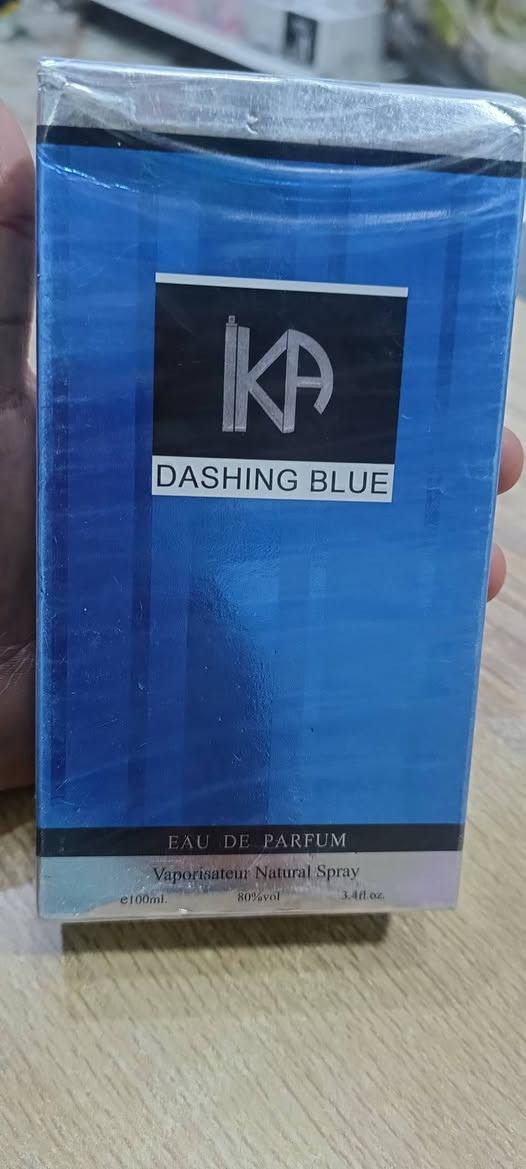 IKA
DASHING BLUE
EAU DE PARFUM
Vaporisateur Natural Spray
e100ml. 80%vol 3.4fl.oz.